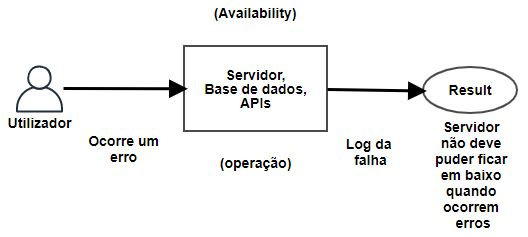 (Availability)
Servidor,
Base de dados,
APIs
Result
Utilizador
Ocorre um
erro
(operação)
Log da
falha
Servidor
não deve
puder ficar
em baixo
quando
ocorrem
erros